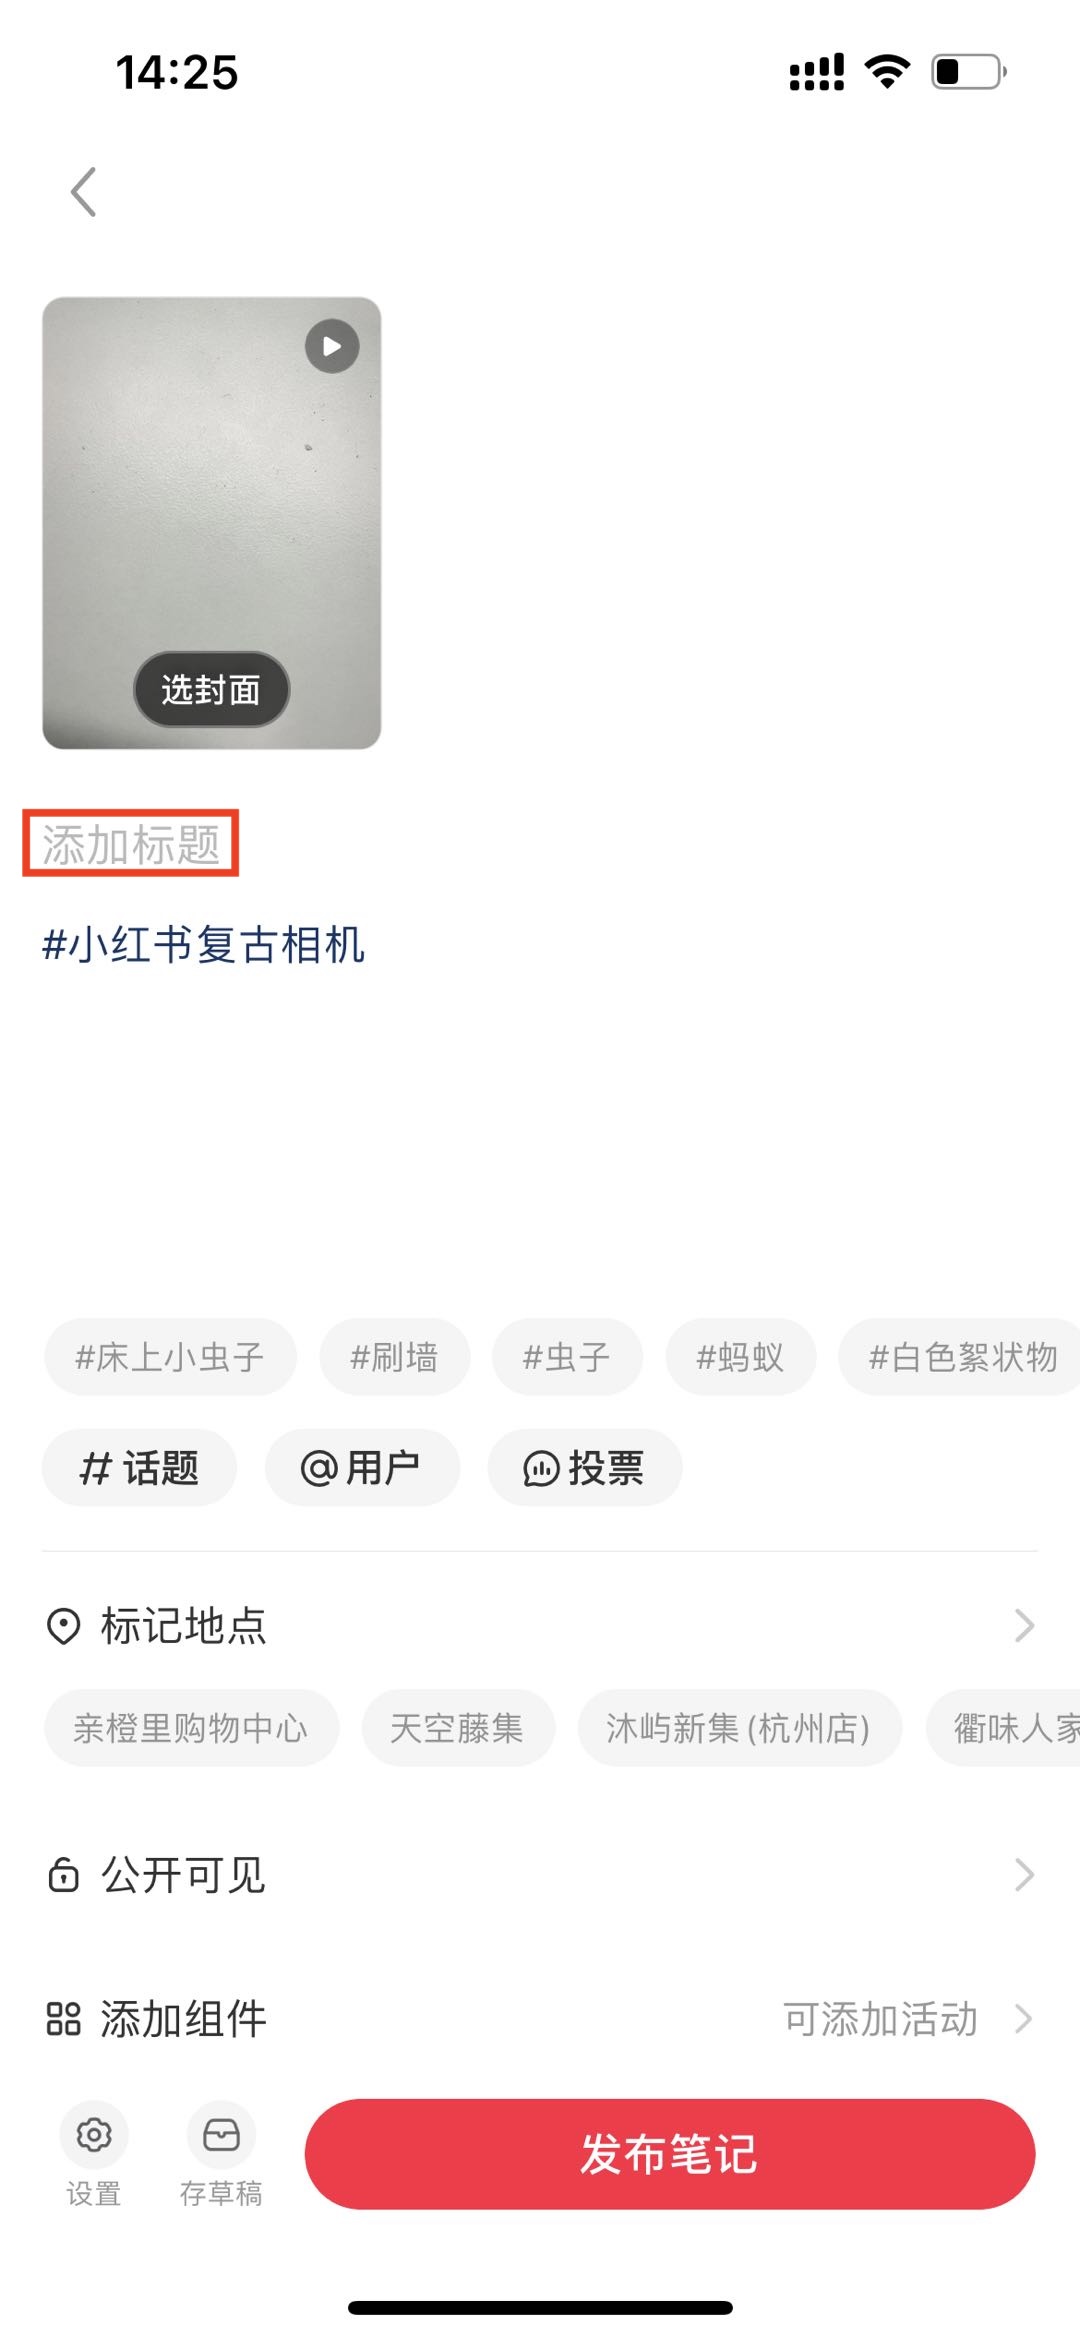 14:25
选封面
添加标题
#小红书复古相机
#床上小虫子 #刷墙 #虫子 #蚂蚁 #白色絮状物
# 话题 @用户 投票
标记地点
亲橙里购物中心 天空藤集 沐屿新集(杭州店) 衢味人家
公开可见
添加组件 可添加活动
设置 存草稿 发布笔记